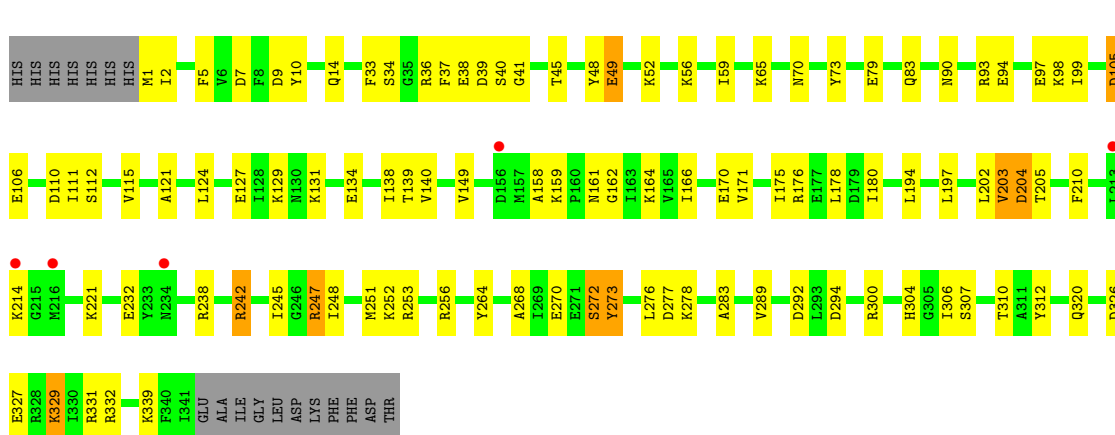 HIS HIS HIS HIS HIS HIS HIS M1 I2 F5 V6 D7 F8 D9 Y10 Q14 F33 S34 G35 R36 F37 E38 D39 S40 G41 T45 Y48 E49 K52 K56 I59 K65 N70 Y73 E79 Q83 N90 R93 E94 E97 K98 I99 D105
E106 D110 I111 S112 V115 A121 L124 E127 I128 K129 N130 K131 E134 I138 T139 V140 V149 D156 M157 A158 K159 P160 N161 G162 I163 K164 V165 I166 E170 V171 I175 R176 E177 L178 D179 I180 L194 L197 L202 V203 D204 T205 F210 L213
K214 G215 M216 K221 E232 Y233 N234 R238 R242 I245 G246 R247 I248 M251 K252 R253 R256 Y264 A268 I269 E270 E271 S272 Y273 L276 D277 K278 A283 V289 D292 L293 D294 R300 H304 G305 I306 S307 T310 A311 Y312 Q320
E327 R328 K329 I330 R331 R332 K339 F340 I341 GLU ALA ILE GLY LEU ASP LYS PHE PHE ASP THR